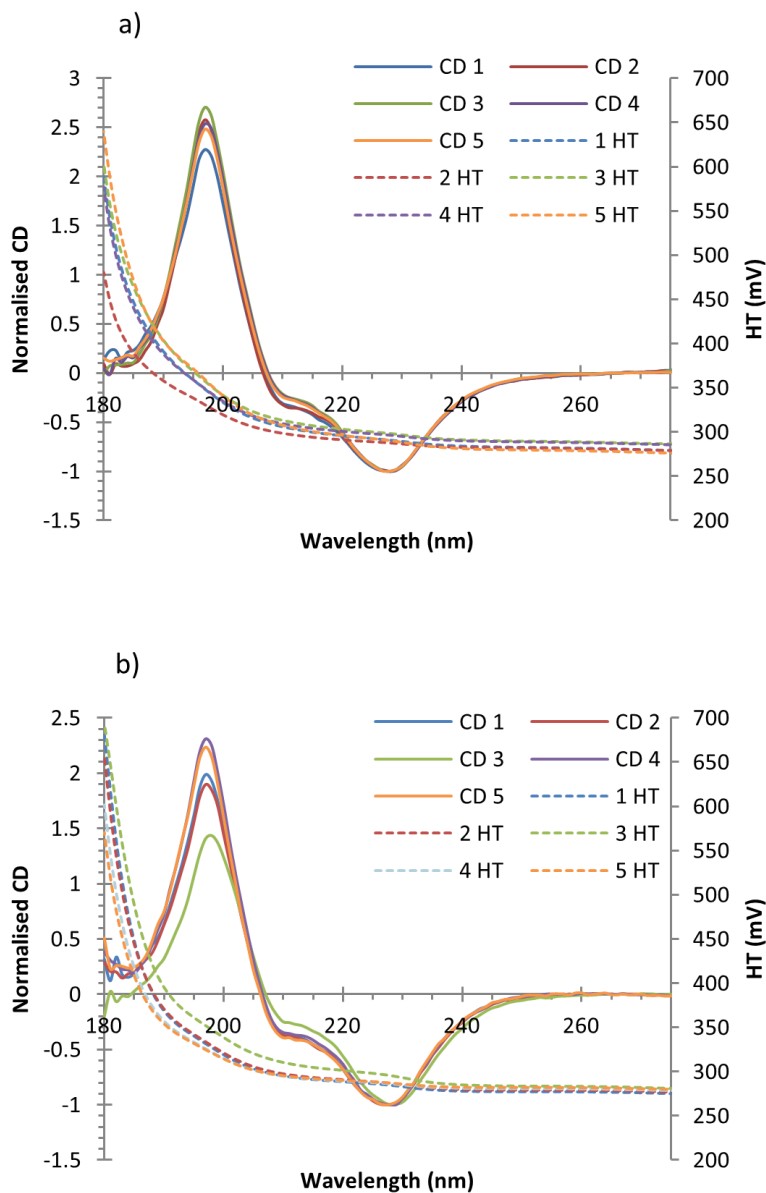 a)
CD 1 CD 2
CD 3 CD 4
CD 5 1 HT
2 HT 3 HT
4 HT 5 HT
3
2.5
2
1.5
1
0.5
0
-0.5
-1
-1.5
Normalised CD
700
650
600
550
500
450
400
350
300
250
200
HT (mV)
180 200 220 240 260
Wavelength (nm)
b)
CD 1 CD 2
CD 3 CD 4
CD 5 1 HT
2 HT 3 HT
4 HT 5 HT
2.5
2
1.5
1
0.5
0
-0.5
-1
-1.5
Normalised CD
700
650
600
550
500
450
400
350
300
250
200
HT (mV)
180 200 220 240 260
Wavelength (nm)